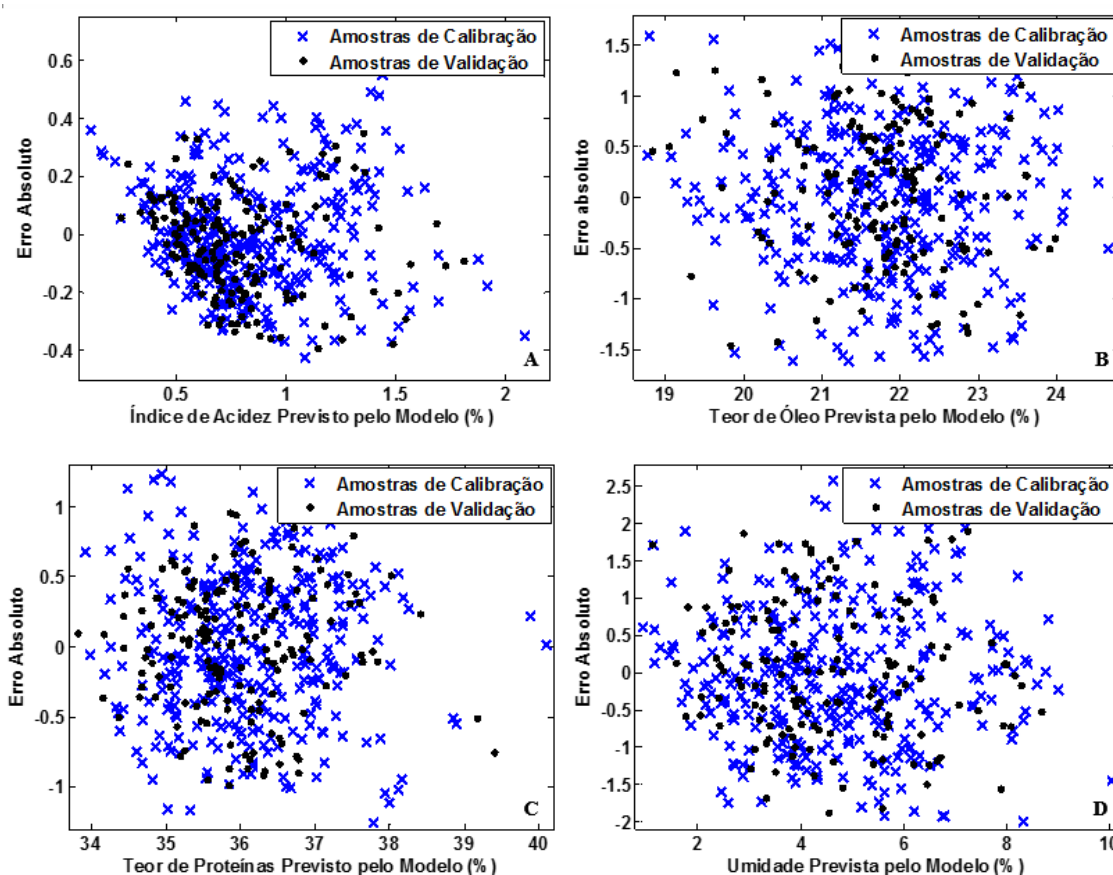 Amostras de Calibração
Amostras de Validação
0.6
0.4
0.2
0
-0.2
-0.4
Erro Absoluto
A
0.5 1 1.5 2
Índice de Acidez Previsto pelo Modelo (% )
Amostras de Calibração
Amostras de Validação
1.5
1
0.5
0
-0.5
-1
-1.5
Erro absoluto
B
19 20 21 22 23 24
Teor de Óleo Prevista pelo Modelo (% )
Amostras de Calibração
Amostras de Validação
1
0.5
0
-0.5
-1
Erro Absoluto
C
34 35 36 37 38 39 40
Teor de Proteínas Previsto pelo Modelo (% )
Amostras de Calibração
Amostras de Validação
2.5
2
1.5
1
0.5
0
-0.5
-1
-1.5
-2
Erro Absoluto
D
2 4 6 8 10
Umidade Prevista pelo Modelo (% )